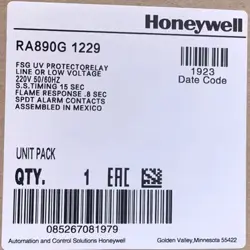 Honeywell
RA890G 1229
FSG UV PROTECTORELAY
LINE OR LOW VOLTAGE
220V 50/60HZ
S.S.TIMING 15 SEC
FLAME RESPONSE .8 SEC
SPDT ALARM CONTACTS
ASSEMBLED IN MEXICO
1923
Date Code
UNIT PACK
QTY. 1 EAC
085267081979
Automation and Control Solutions Honeywell
Golden Valley, Minnesota 55422